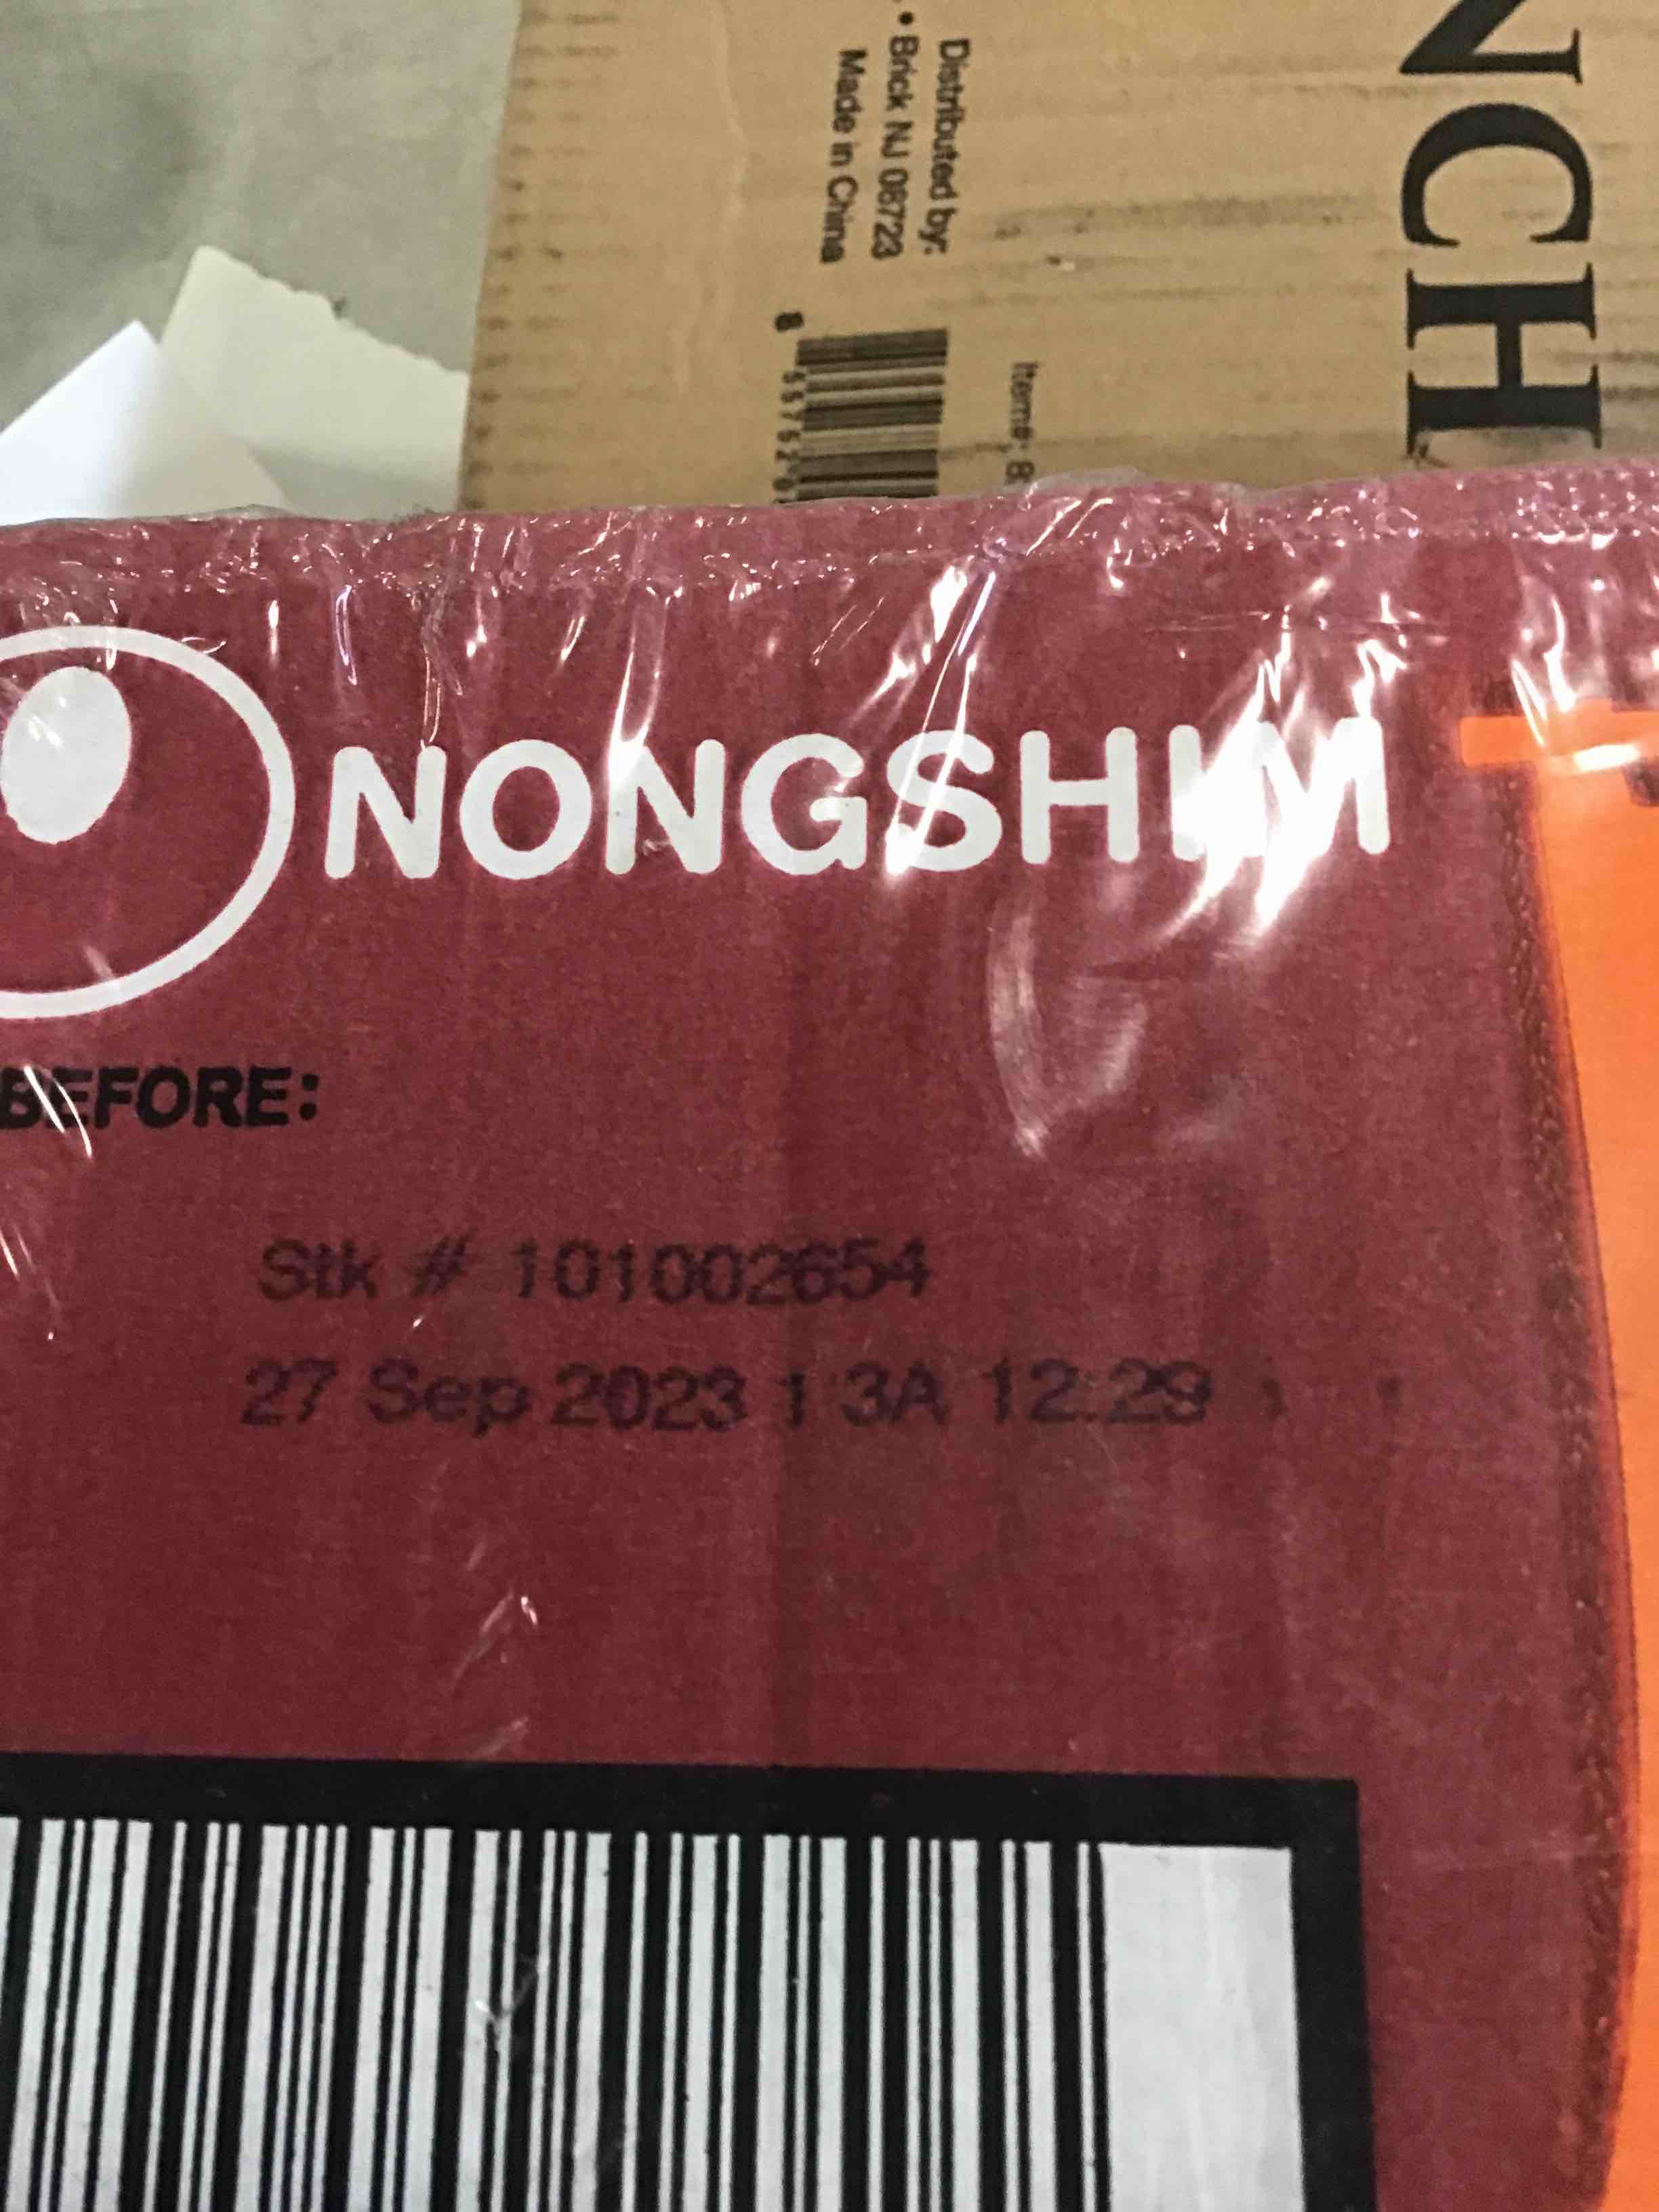 NCH
Distributed by:
• Brick NJ 08723
Made in China
Item#: 8
NONGSHIM
BEFORE:
Stk # 101002654
27 Sep 2023 1 3A 12:29